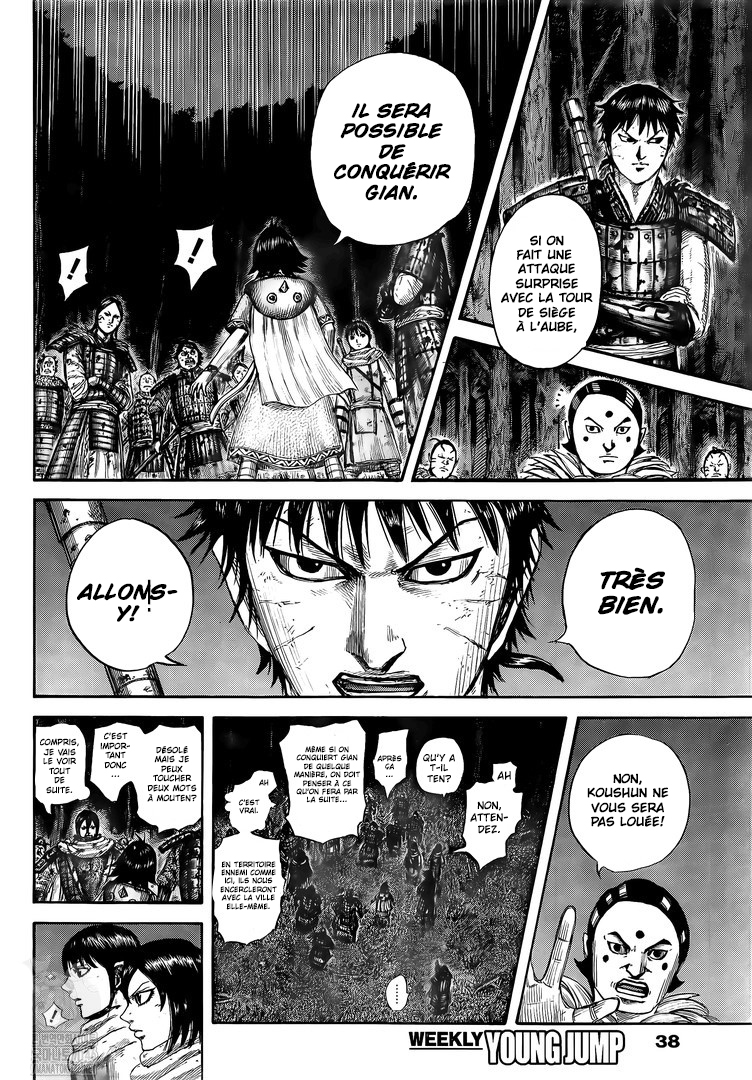 SI ON
FAIT UNE
ATTAQUE
SURPRISE
AVEC LA TOUR
DE SIÈGE
À L'AUBE,
IL SERA
POSSIBLE
DE
CONQUÉRIR
GIAN.
!
!
TRÈS
BIEN.
ALLONS-
Y!
NON,
KOUSHUN NE
VOUS SERA
PAS LOUÉE!
AH
NON,
ATTEN-
DEZ.
QU'Y A
T-IL
TEN?
APRÈS
ÇA...
MÊME SI ON
CONQUIERT GIAN
DE QUELQUE
MANIÈRE, ON DOIT
PENSER À CE
QU'ON FERA PAR
LA SUITE...
AH
C'EST
VRAI.
EN TERRITOIRE
ENNEMI COMME
ICI, ILS NOUS
ENCERCLERONT
AVEC LA VILLE
ELLE-MÊME.
......
DÉSOLÉ
MAIS JE PEUX
TOUCHER
DEUX MOTS
À MOUTEN?
C'EST
IMPOR-
TANT
DONC
...
COMPRIS,
JE VAIS
LE VOIR
TOUT
DE
SUITE.
WEEKLY YOUNG JUMP 38